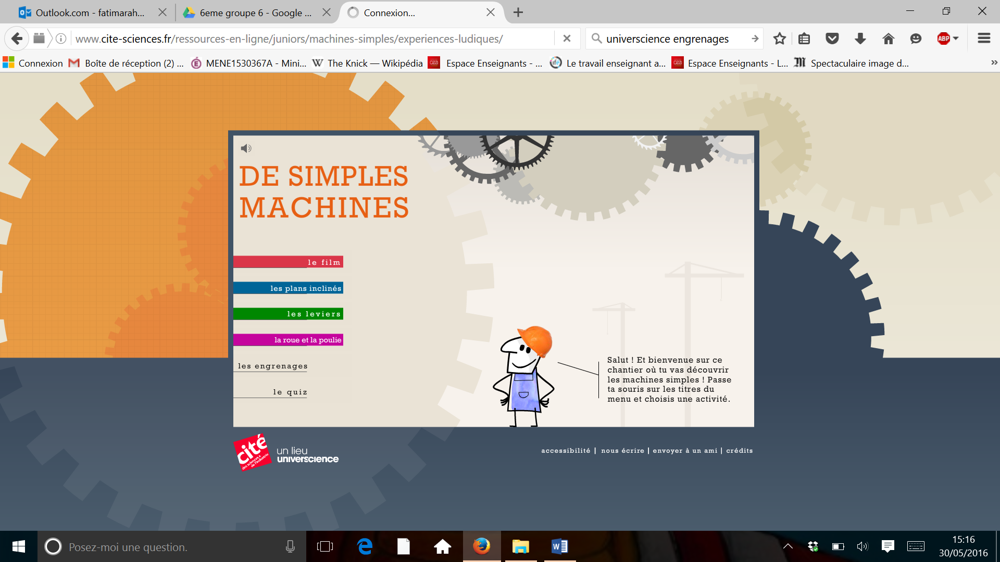 Outlook.com - fatimarah...
6eme groupe 6 - Google ...
Connexion...
www.cite-sciences.fr/ressources-en-ligne/juniors/machines-simples/experiences-ludiques/
universcience engrenages
ABP
Connexion
Boîte de réception (2) ...
MENE1530367A - Mini...
W The Knick — Wikipédia
Espace Enseignants - ...
Le travail enseignant a...
Espace Enseignants - L...
Spectaculaire image d...
DE SIMPLES
MACHINES
le film
les plans inclinés
les leviers
la roue et la poulie
les engrenages
le quiz
Salut ! Et bienvenue sur ce
chantier où tu vas découvrir
les machines simples ! Passe
ta souris sur les titres du
menu et choisis une activité.
cité
des sciences &
de l'industrie
un lieu
universcience
accessibilité | nous écrire | envoyer à un ami | crédits
Posez-moi une question.
15:16
30/05/2016